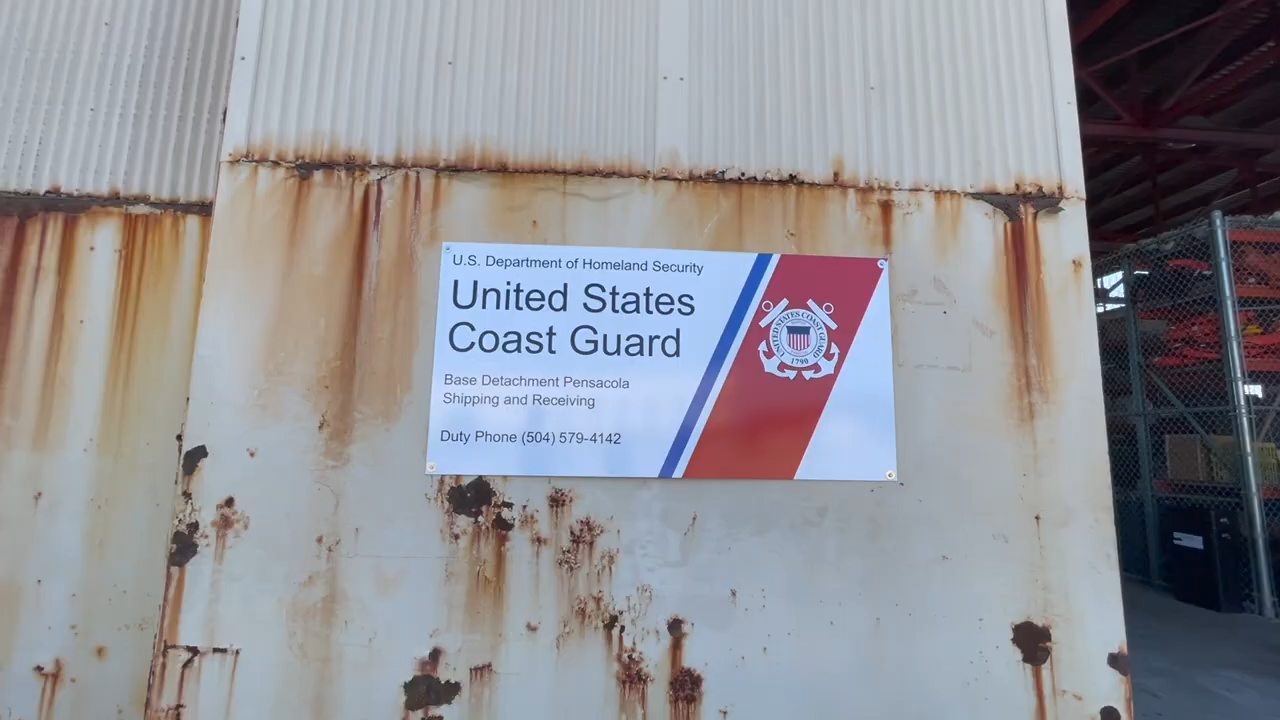 U.S. Department of Homeland Security
United States
Coast Guard
Base Detachment Pensacola
Shipping and Receiving
Duty Phone (504) 579-4142
UNITED STATES COAST GUARD
1790